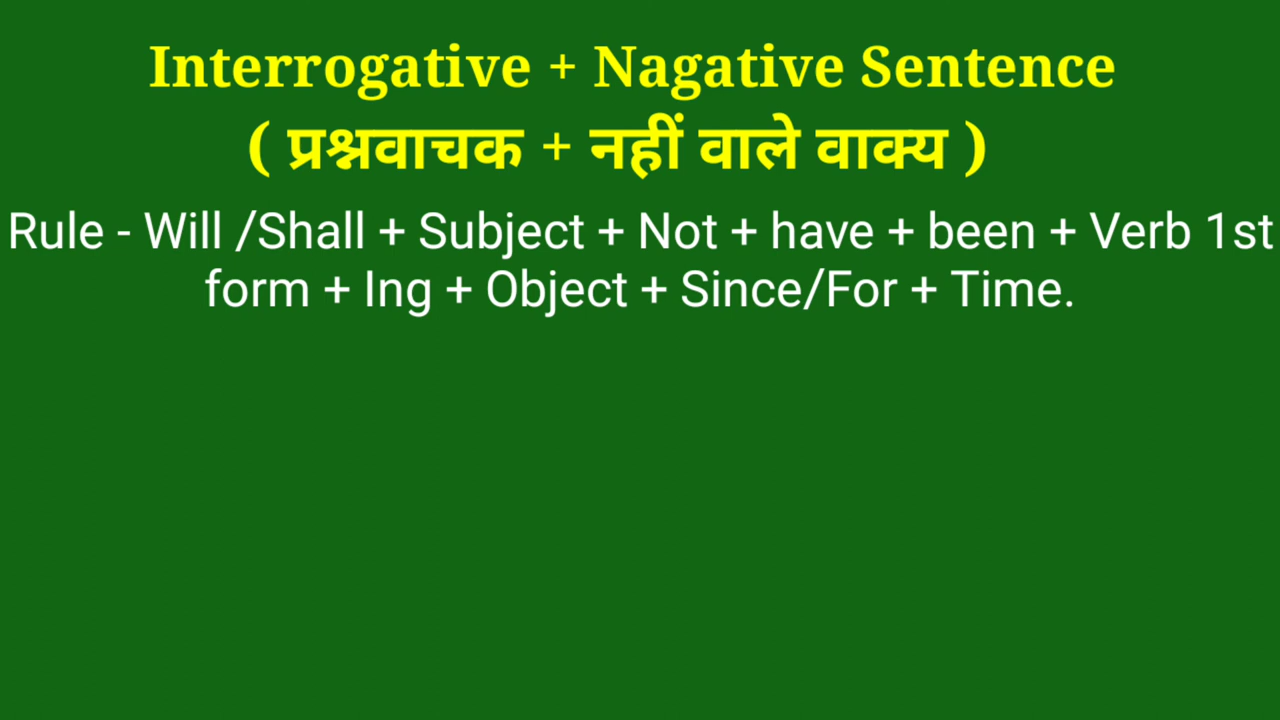 Interrogative + Nagative Sentence
( प्रश्नवाचक + नहीं वाले वाक्य )
Rule - Will /Shall + Subject + Not + have + been + Verb 1st
form + Ing + Object + Since/For + Time.